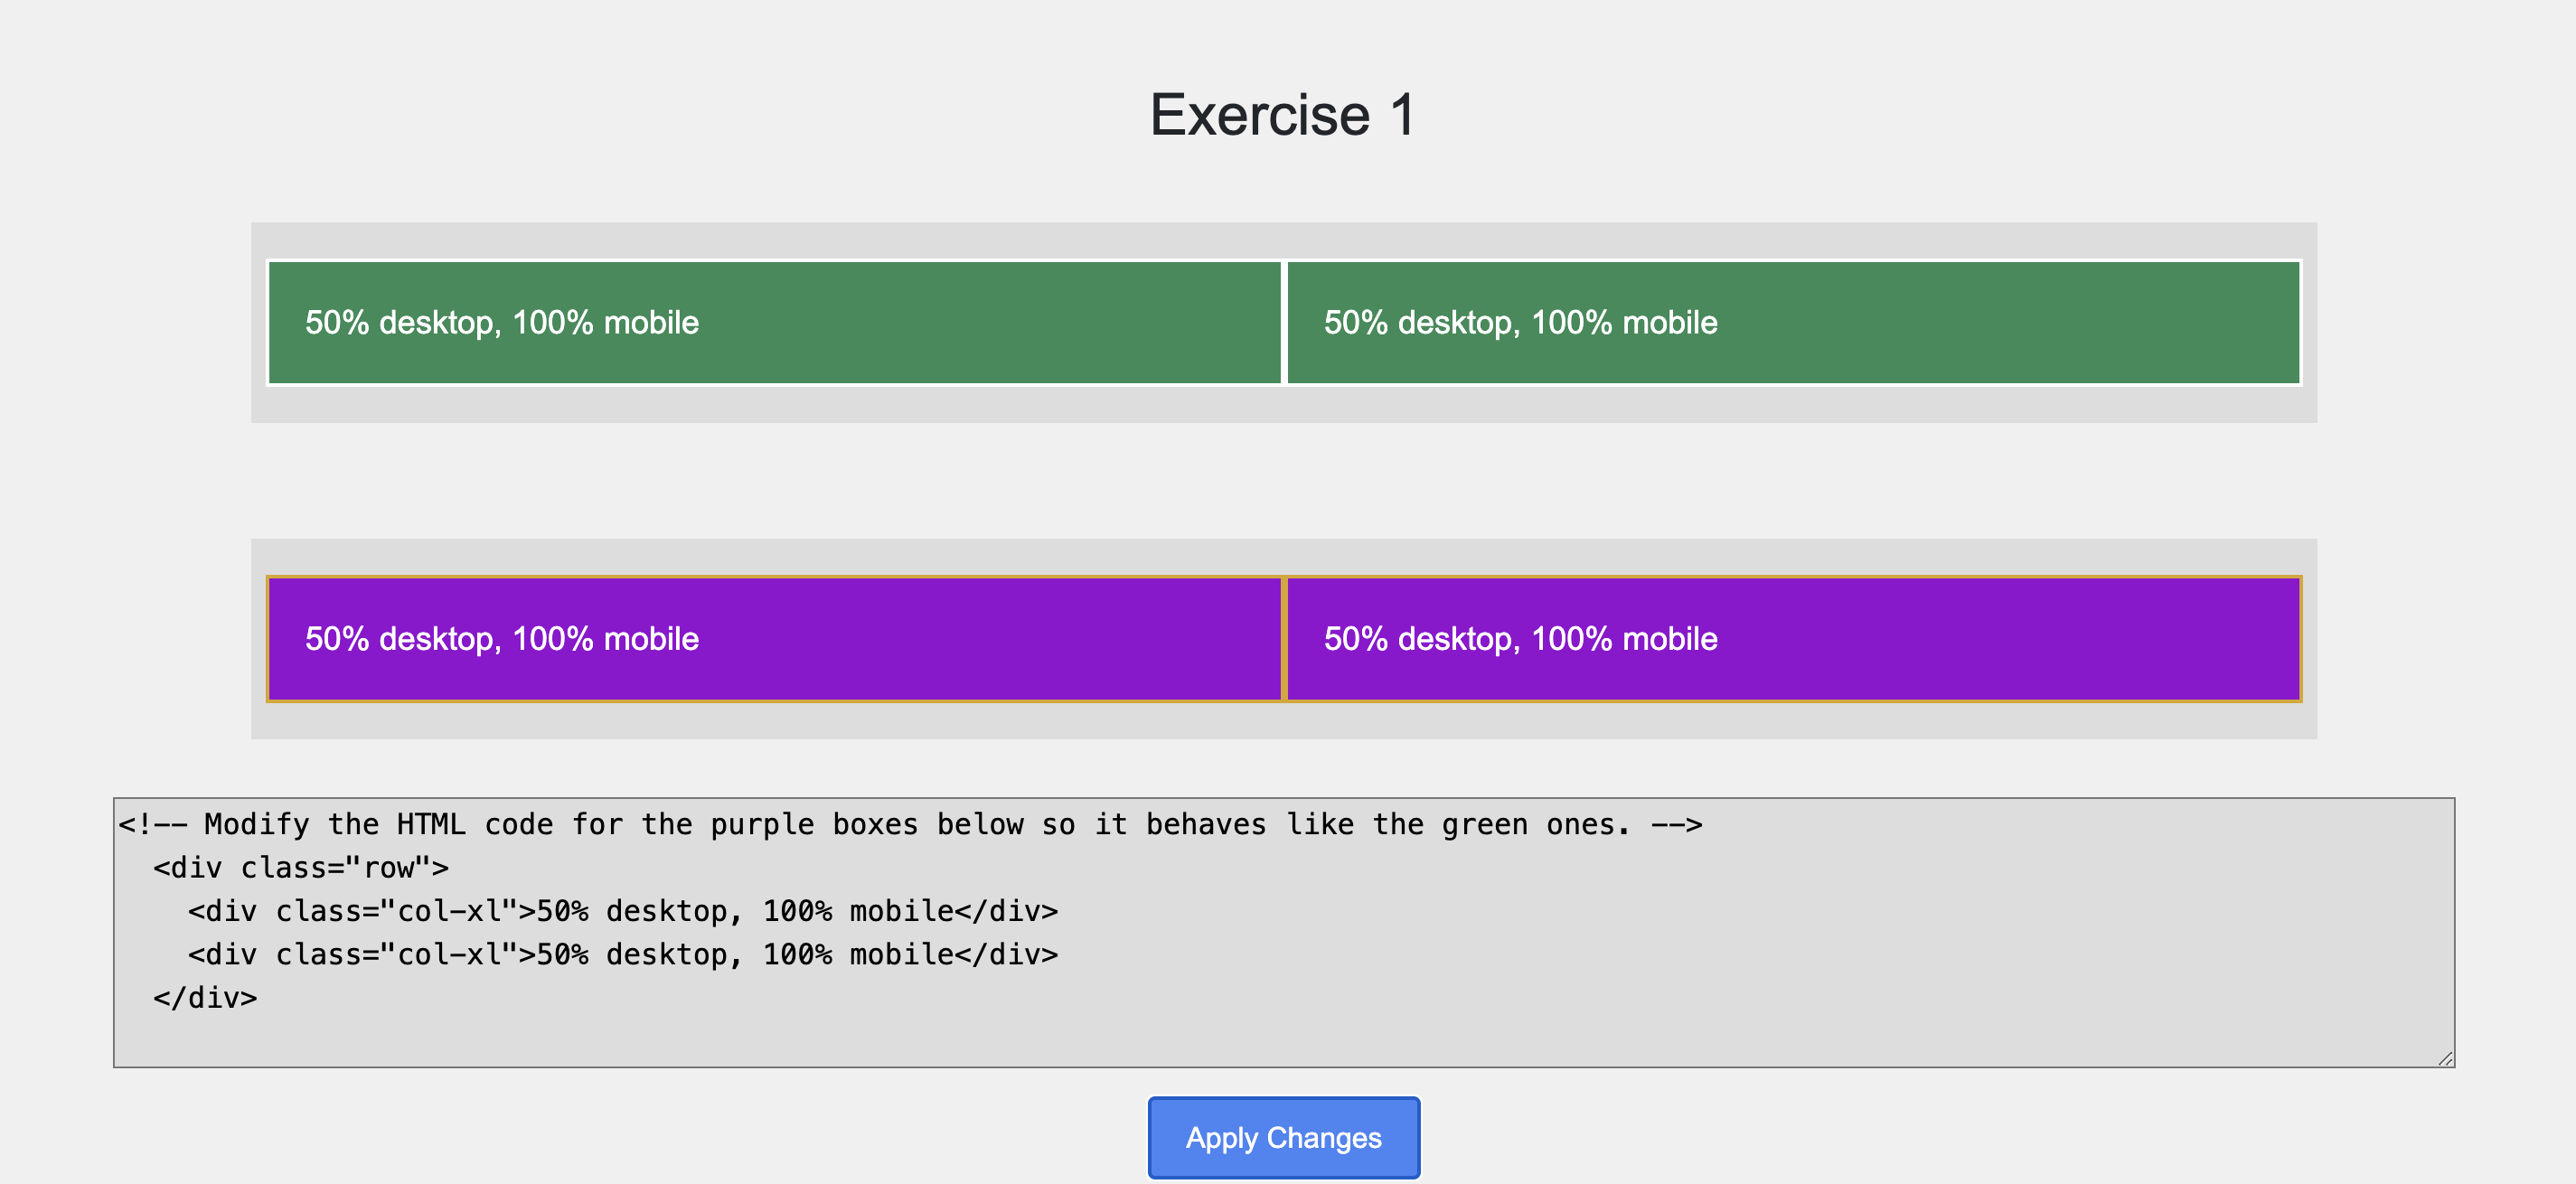 Exercise 1
50% desktop, 100% mobile
50% desktop, 100% mobile
50% desktop, 100% mobile
50% desktop, 100% mobile
<!-- Modify the HTML code for the purple boxes below so it behaves like the green ones. -->
  <div class="row">
    <div class="col-xl">50% desktop, 100% mobile</div>
    <div class="col-xl">50% desktop, 100% mobile</div>
  </div>
Apply Changes